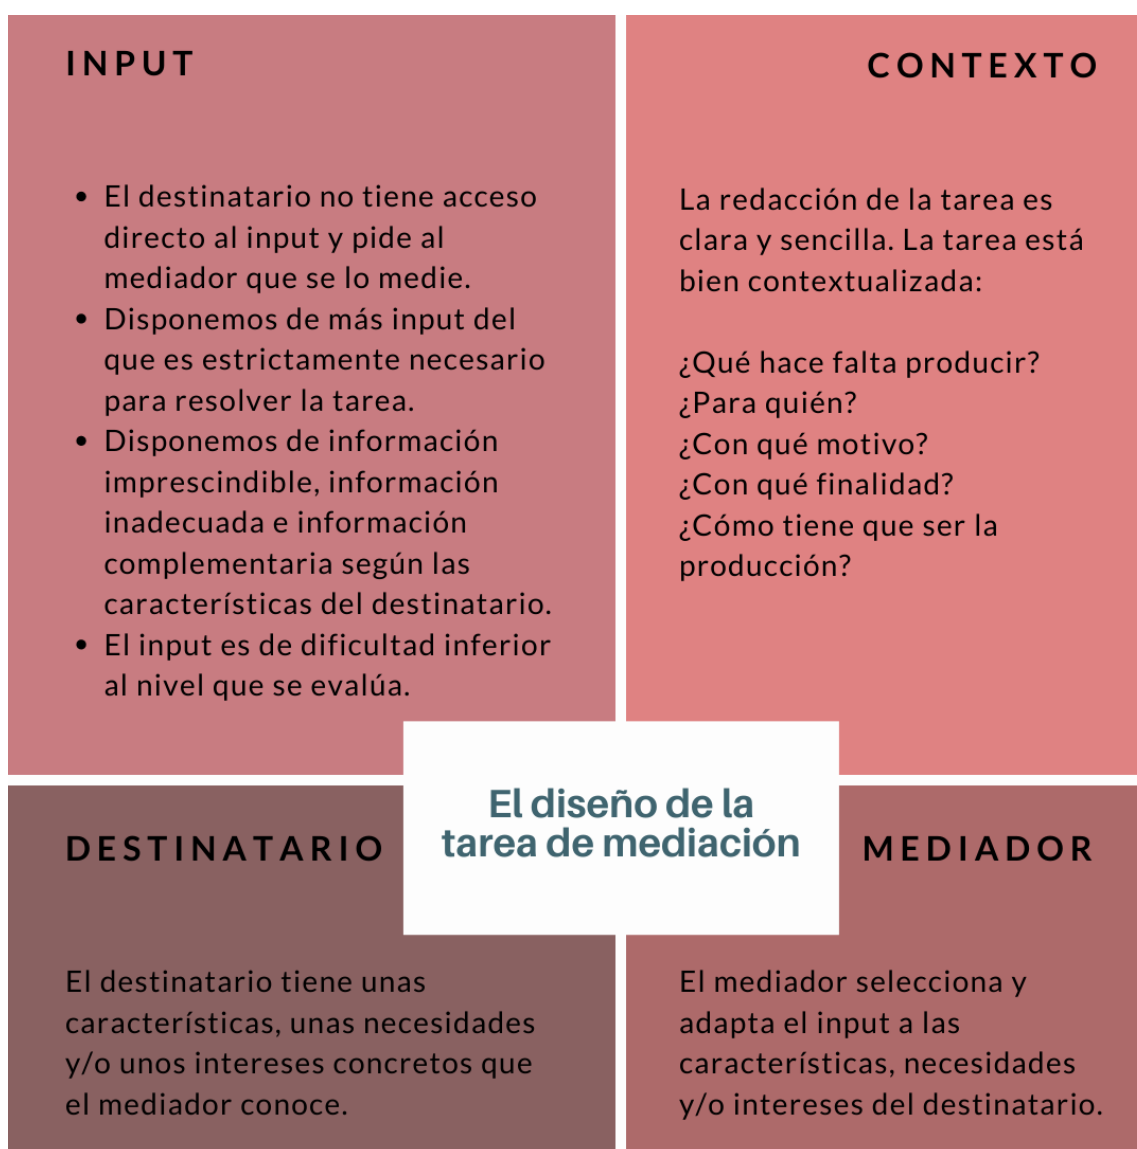 INPUT
• El destinatario no tiene acceso
directo al input y pide al
mediador que se lo medie.
• Disponemos de más input del
que es estrictamente necesario
para resolver la tarea.
• Disponemos de información
imprescindible, información
inadecuada e información
complementaria según las
características del destinatario.
• El input es de dificultad inferior
al nivel que se evalúa.
CONTEXTO
La redacción de la tarea es
clara y sencilla. La tarea está
bien contextualizada:
¿Qué hace falta producir?
¿Para quién?
¿Con qué motivo?
¿Con qué finalidad?
¿Cómo tiene que ser la
producción?
El diseño de la
tarea de mediación
DESTINATARIO
El destinatario tiene unas
características, unas necesidades
y/o unos intereses concretos que
el mediador conoce.
MEDIADOR
El mediador selecciona y
adapta el input a las
características, necesidades
y/o intereses del destinatario.